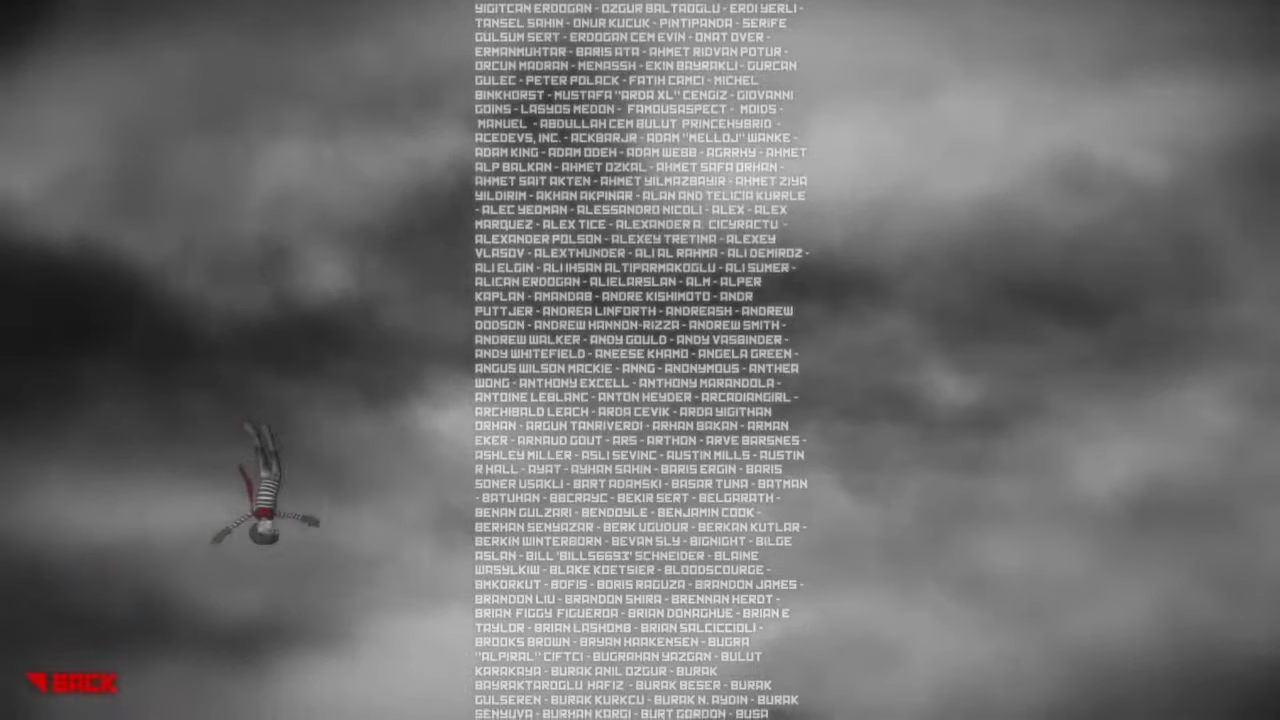 YIGITCAN ERDOGAN - OZGUR BALTAOGLU - ERDI YERLI -
TANSEL SAHIN - ONUR KUCUK - PINTIPANDA - SERIFE
GULSUM SERT - ERDOGAN CEM EVIN - ONAT OVER -
ERMANMUHTAR - BARIS ATA - AHMET RIDVAN POTUR -
ORCUN MADRAN - MENASSH - EKIN BAYRAKLI - GURCAN
GULEC - PETER POLACK - FATIH CAMCI - MICHEL
BINKHORST - MUSTAFA "ARDA XL" CENGIZ - GIOVANNI
GOINS - LASYDS MEDON - FAMOUSASPECT - MOIDS -
MANUEL - ABDULLAH CEM BULUT PRINCEHYBRID -
ACEDEVS, INC. - ACKBARJR - ADAM "MELLOJ" WANKE -
ADAM KING - ADAM ODEH - ADAM WEBB - AGRRHY - AHMET
ALP BALKAN - AHMET OZKAL - AHMET SAFA ORHAN -
AHMET SAIT AKTEN - AHMET YILMAZBAYIR - AHMET ZIYA
YILDIRIM - AKHAN AKPINAR - ALAN AND TELICIA KURRLE
- ALEC YEOMAN - ALESSANDRO NICOLI - ALEX - ALEX
MARQUEZ - ALEX TICE - ALEXANDER A. CICYRACTU -
ALEXANDER POLSON - ALEXEY TRETINA - ALEXEY
VLASOV - ALEXTHUNDER - ALI AL RAHMA - ALI DEMIROZ -
ALI ELGIN - ALI IHSAN ALTIPARMAKOGLU - ALI SUMER -
ALICAN ERDOGAN - ALIELARSLAN - ALM - ALPER
KAPLAN - AMANDAB - ANDRE KISHIMOTO - ANDR
PUTTJER - ANDREA LINFORTH - ANDREASH - ANDREW
DODSON - ANDREW HANNON-RIZZA - ANDREW SMITH -
ANDREW WALKER - ANDY GOULD - ANDY VASBINDER -
ANDY WHITEFIELD - ANEESE KHAMO - ANGELA GREEN -
ANGUS WILSON MACKIE - ANNG - ANONYMOUS - ANTHEA
WONG - ANTHONY EXCELL - ANTHONY MARANDOLA -
ANTOINE LEBLANC - ANTON HEYDER - ARCADIANGIRL -
ARCHIBALD LEACH - ARDA CEVIK - ARDA YIGITHAN
ORHAN - ARGUN TANRIVERDI - ARHAN BAKAN - ARMAN
EKER - ARNAUD GOUT - ARS - ARTHON - ARVE BARSNES -
ASHLEY MILLER - ASLI SEVINC - AUSTIN MILLS - AUSTIN
R HALL - AYAT - AYHAN SAHIN - BARIS ERGIN - BARIS
SONER USAKLI - BART ADAMSKI - BASAR TUNA - BATMAN
- BATUHAN - BBCRAYC - BEKIR SERT - BELGARATH -
BENAN GULZARI - BENDOYLE - BENJAMIN COOK -
BERHAN SENYAZAR - BERK UGUDUR - BERKAN KUTLAR -
BERKIN WINTERBORN - BEVAN SLY - BIGNIGHT - BILGE
ASLAN - BILL 'BILLS6693' SCHNEIDER - BLAINE
WASYLKIW - BLAKE KOETSIER - BLOODSCOURGE -
BMKORKUT - BOFIS - BORIS RAGUZA - BRANDON JAMES -
BRANDON LIU - BRANDON SHIRA - BRENNAN HERDT -
BRIAN FIGGY FIGUEROA - BRIAN DONAGHUE - BRIAN E
TAYLOR - BRIAN LASHOMB - BRIAN SALCICCIOLI -
BROOKS BROWN - BRYAN HAAKENSEN - BUGRA
"ALPIRAL" CIFTCI - BUGRAHAN YAZGAN - BULUT
KARAKAYA - BURAK ANIL OZGUR - BURAK
BAYRAKTAROGLU HAFIZ - BURAK BESER - BURAK
GULSEREN - BURAK KURKCU - BURAK N. AYDIN - BURAK
SENYUVA - BURHAN KARGI - BURT GORDON - BUSA
BACK